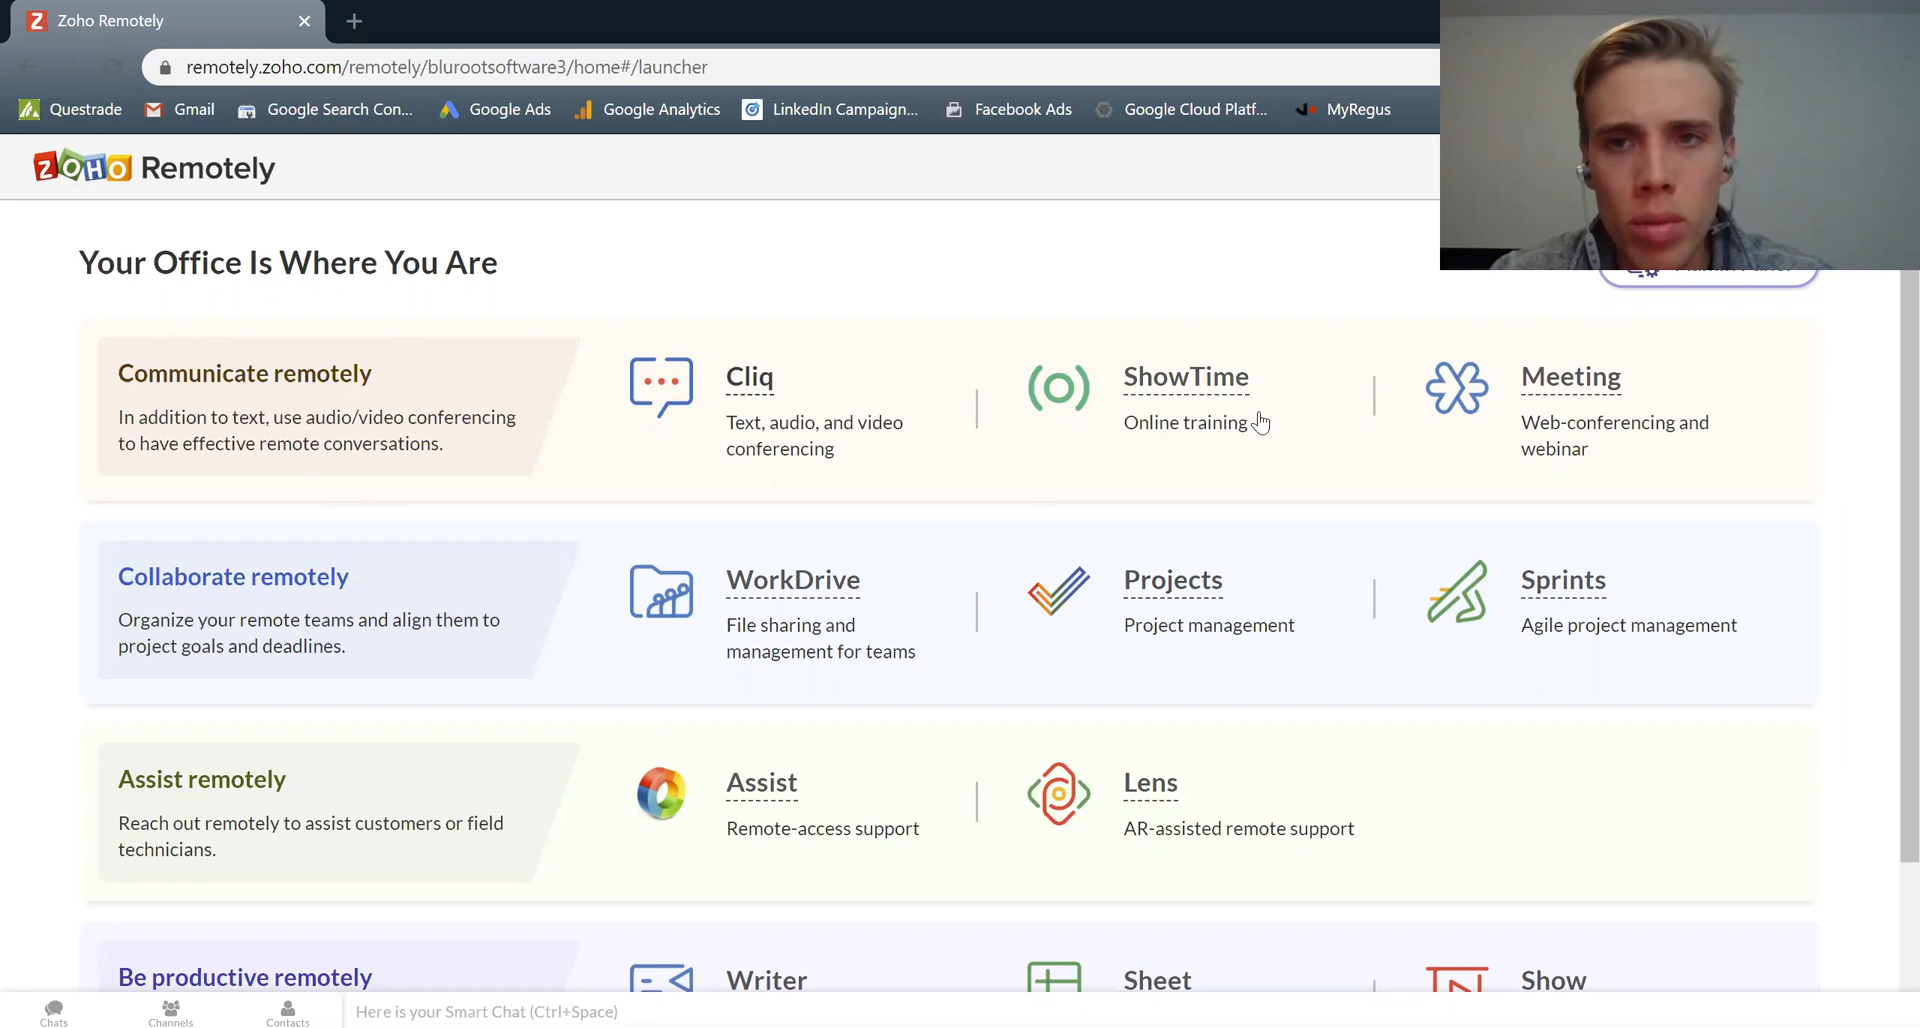 Zoho Remotely
remotely.zoho.com/remotely/blurootsoftware3/home#/launcher
Questrade Gmail Google Search Con... Google Ads Google Analytics LinkedIn Campaign... Facebook Ads Google Cloud Platf... MyRegus
ZOHO Remotely
Your Office Is Where You Are
Communicate remotely
In addition to text, use audio/video conferencing
to have effective remote conversations.
Cliq
Text, audio, and video
conferencing
ShowTime
Online training
Meeting
Web-conferencing and
webinar
Collaborate remotely
Organize your remote teams and align them to
project goals and deadlines.
WorkDrive
File sharing and
management for teams
Projects
Project management
Sprints
Agile project management
Assist remotely
Reach out remotely to assist customers or field
technicians.
Assist
Remote-access support
Lens
AR-assisted remote support
Be productive remotely
Writer
Sheet
Show
Chats Channels Contacts Here is your Smart Chat (Ctrl+Space)